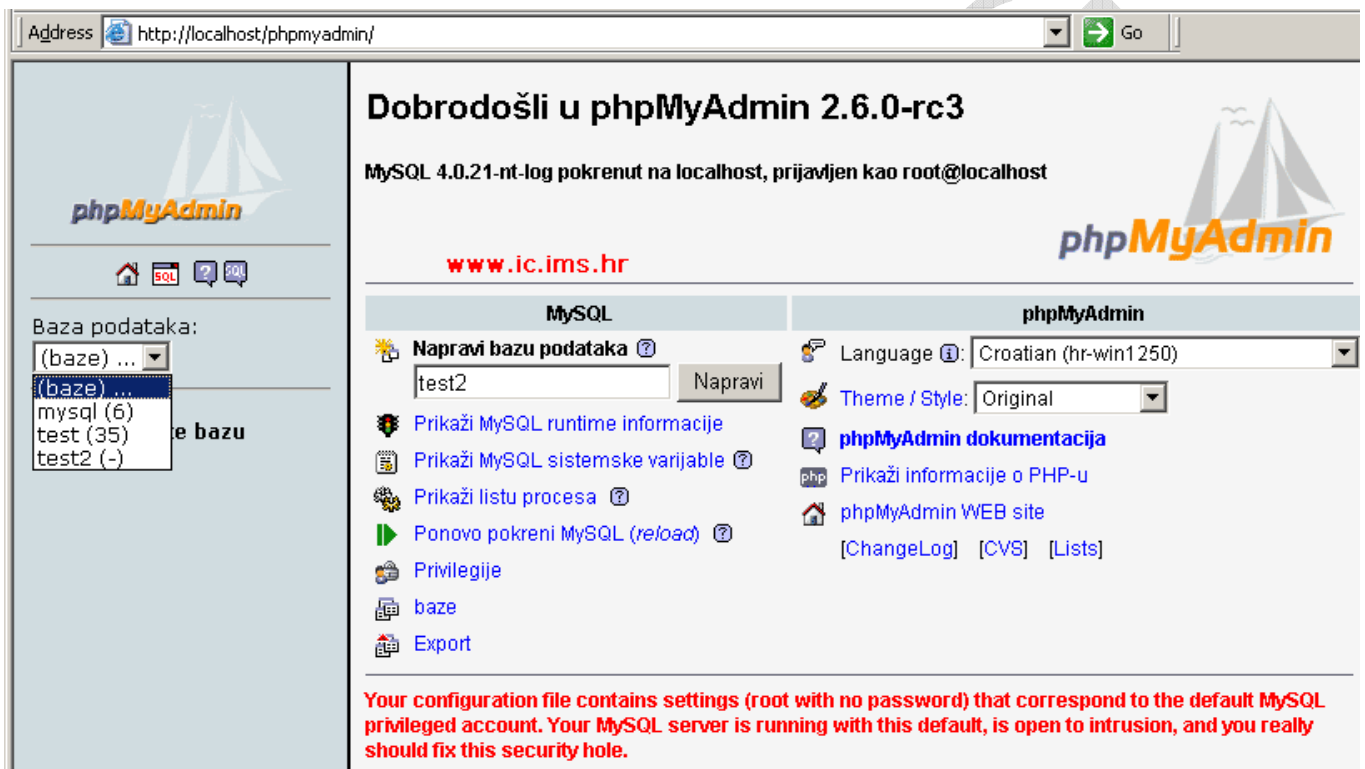 Address http://localhost/phpmyadmin/ Go
phpMyAdmin
SQL ? SQL
Baza podataka:
(baze) ...
(baze) ...
mysql (6)
test (35)
test2 (-)
e bazu
Dobrodošli u phpMyAdmin 2.6.0-rc3
MySQL 4.0.21-nt-log pokrenut na localhost, prijavljen kao root@localhost
phpMyAdmin
www.ic.ims.hr
MySQL
Napravi bazu podataka ?
test2 Napravi
Prikaži MySQL runtime informacije
Prikaži MySQL sistemske varijable ?
Prikaži listu procesa ?
Ponovo pokreni MySQL (reload) ?
Privilegije
baze
Export
phpMyAdmin
Language i: Croatian (hr-win1250)
Theme / Style: Original
? phpMyAdmin dokumentacija
php Prikaži informacije o PHP-u
phpMyAdmin WEB site
[ChangeLog] [CVS] [Lists]
Your configuration file contains settings (root with no password) that correspond to the default MySQL
privileged account. Your MySQL server is running with this default, is open to intrusion, and you really
should fix this security hole.